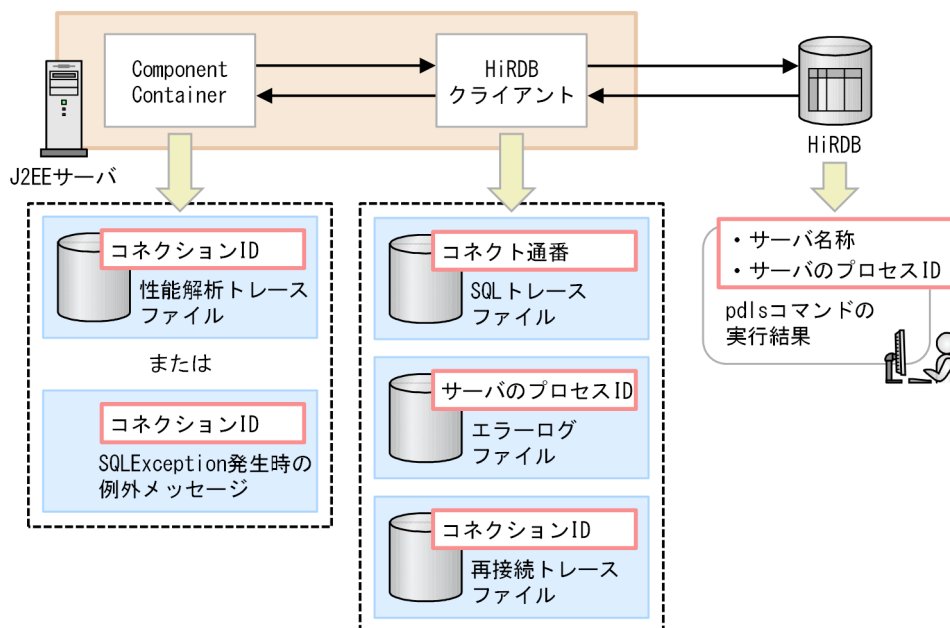 Component
Container
HiRDB
クライアント
HiRDB
J2EEサーバ
コネクションID
性能解析トレース
ファイル
または
コネクションID
SQLException発生時の
例外メッセージ
コネクト通番
SQLトレース
ファイル
サーバのプロセスID
エラーログ
ファイル
コネクションID
再接続トレース
ファイル
・サーバ名称
・サーバのプロセスID
pdlsコマンドの
実行結果